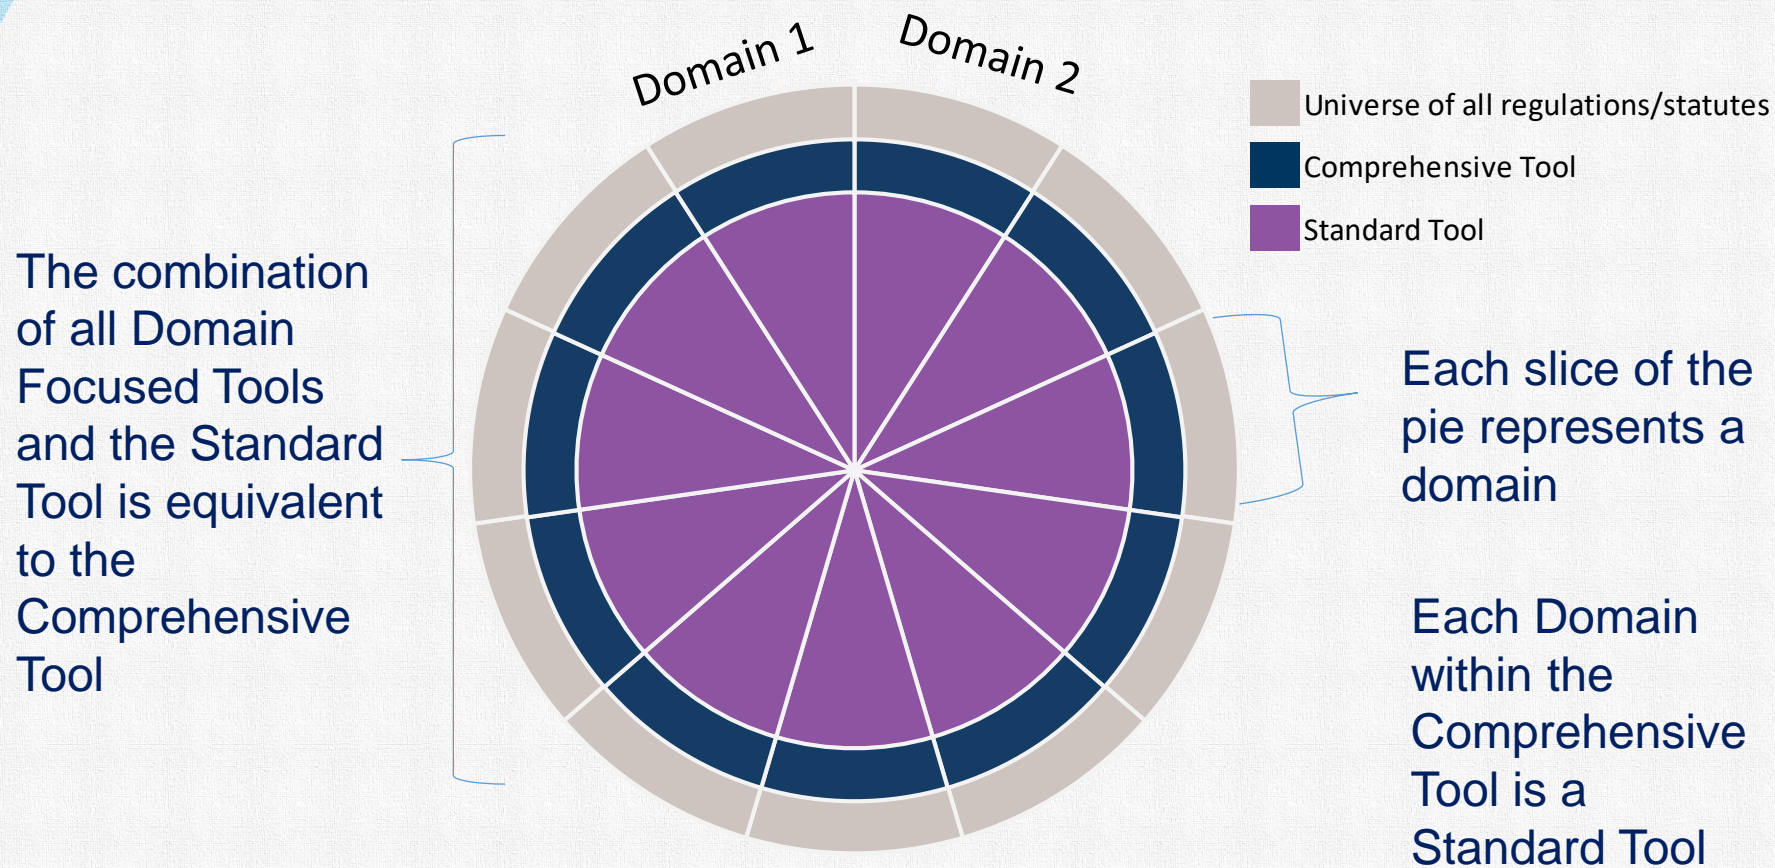 Domain 1
Domain 2
Universe of all regulations/statutes
Comprehensive Tool
Standard Tool
The combination
of all Domain
Focused Tools
and the Standard
Tool is equivalent
to the
Comprehensive
Tool
Each slice of the
pie represents a
domain
Each Domain
within the
Comprehensive
Tool is a
Standard Tool